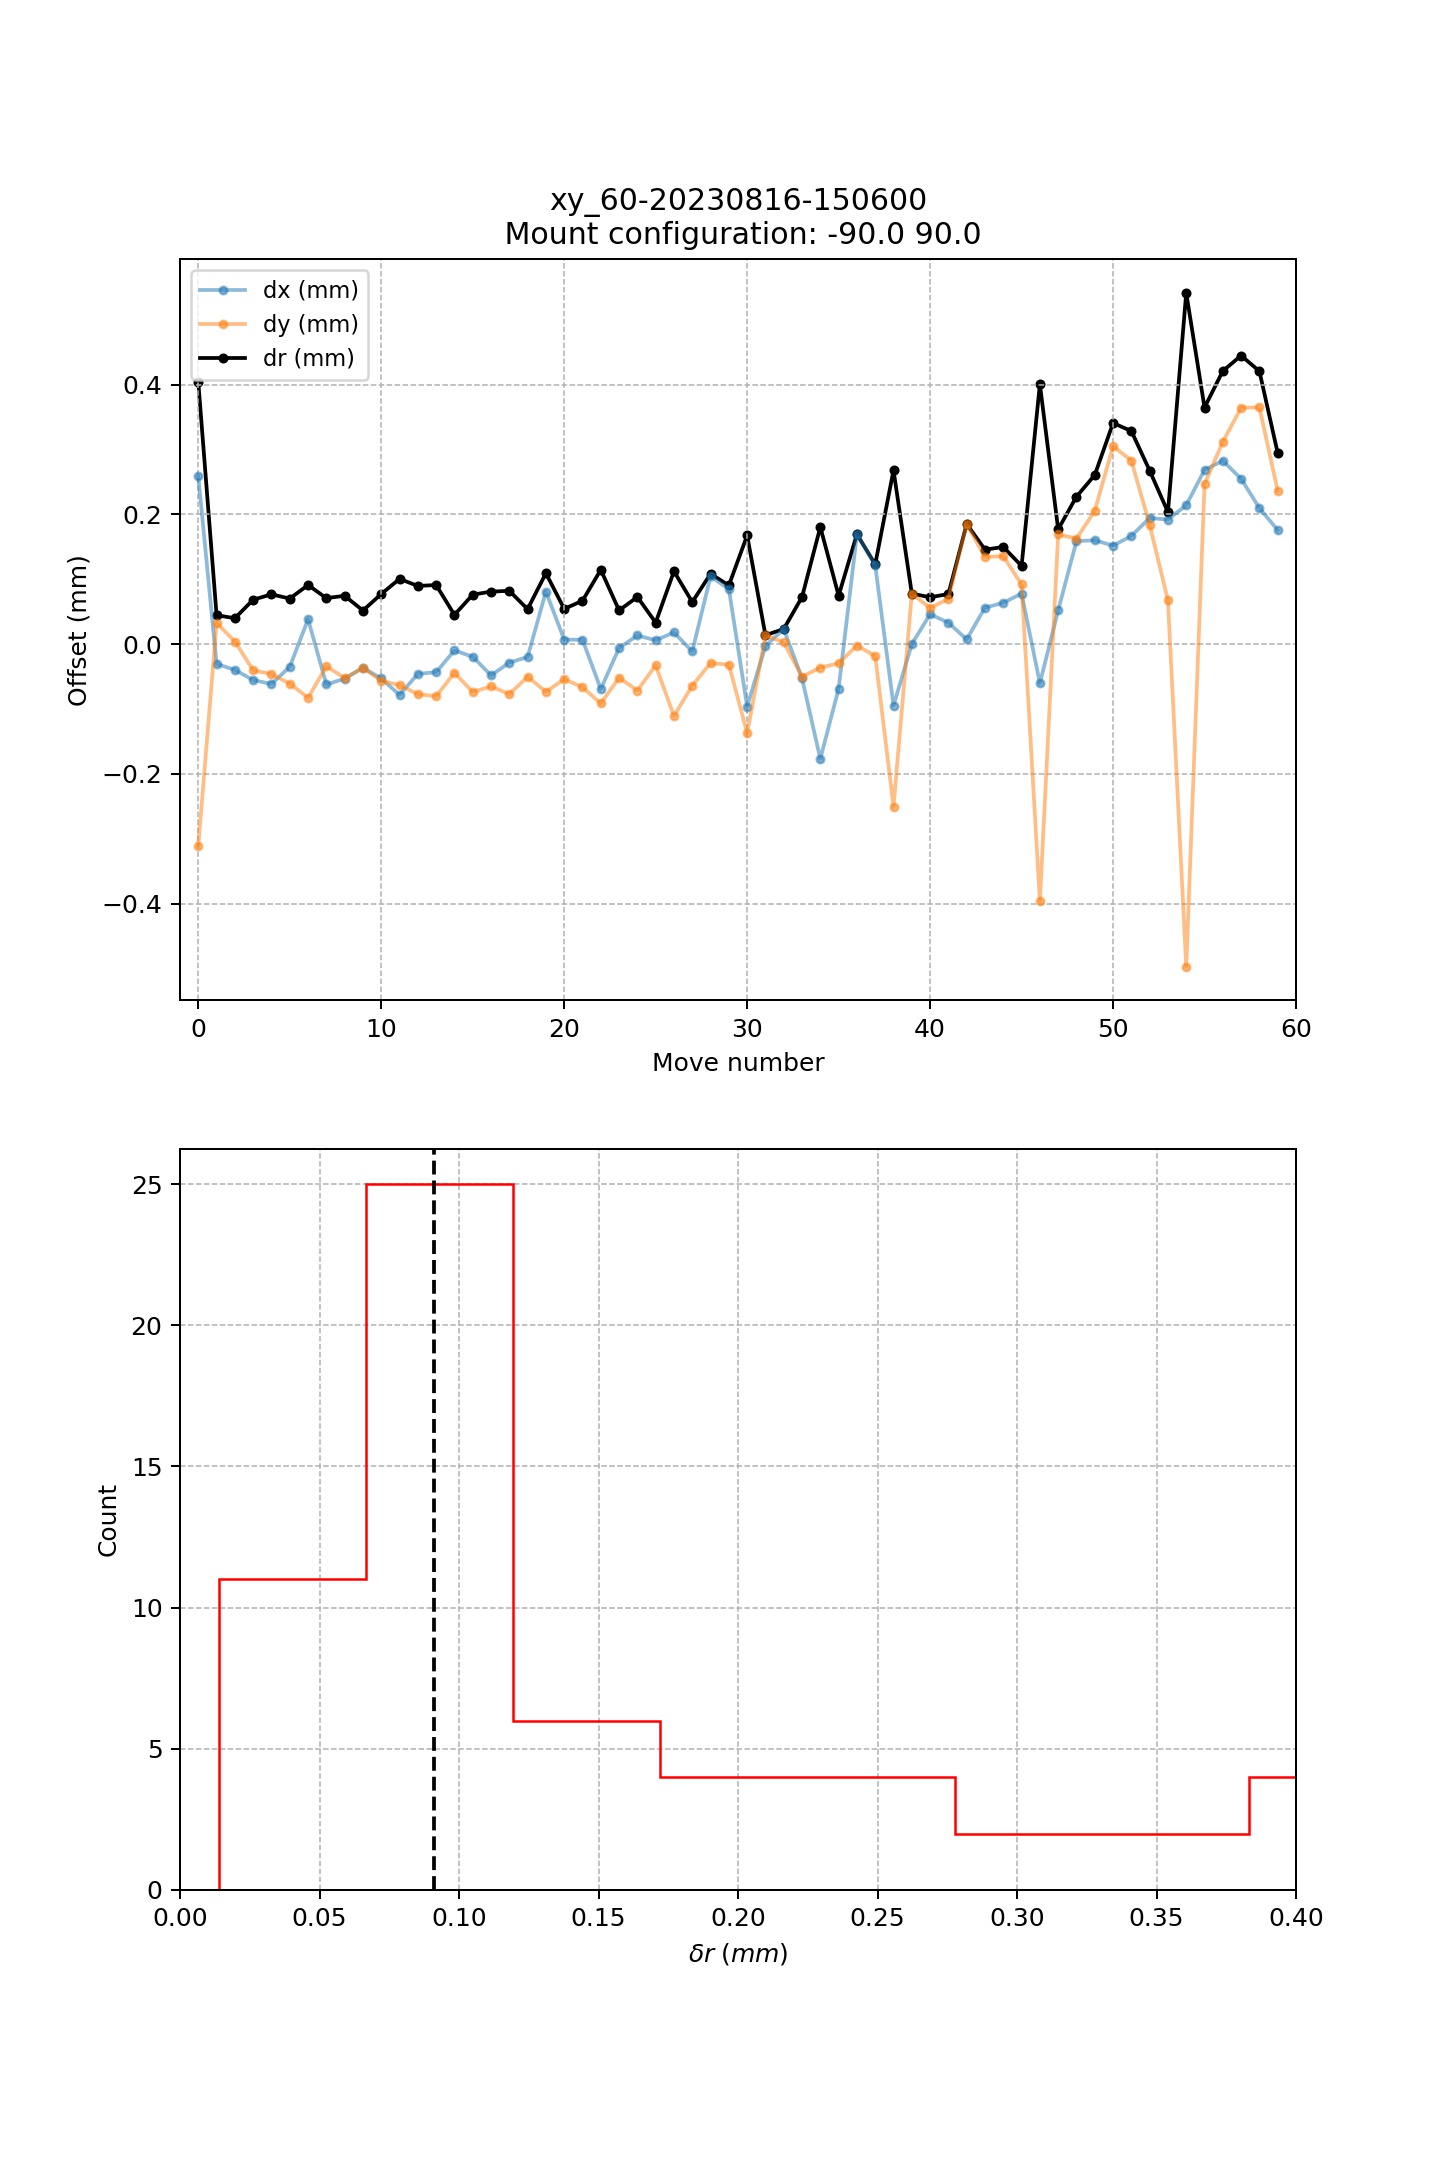 xy_60-20230816-150600
Mount configuration: -90.0 90.0
dx (mm)
dy (mm)
dr (mm)
Offset (mm)
0.4
0.2
0.0
−0.2
−0.4
0 10 20 30 40 50 60
Move number
Count
25
20
15
10
5
0
0.00 0.05 0.10 0.15 0.20 0.25 0.30 0.35 0.40
δr (mm)